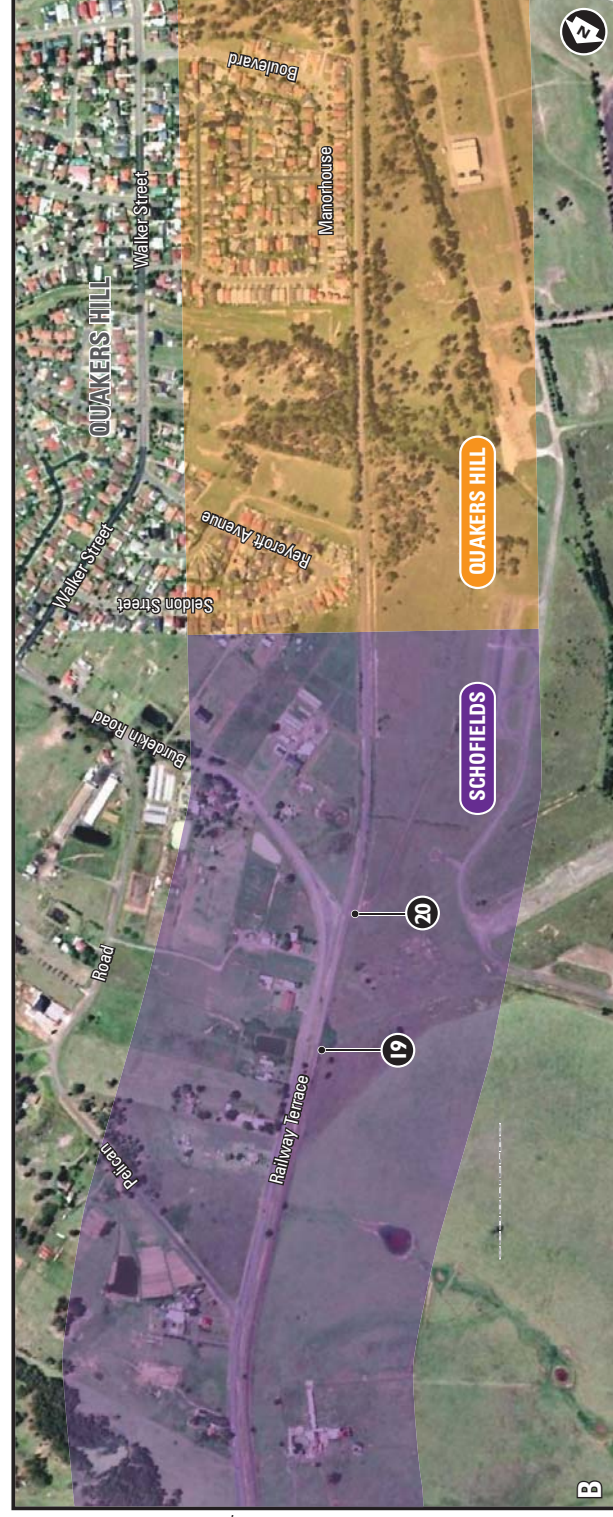 B
Pelican
Road
Railway Terrace
19
20
Burdekin Road
SCHOFIELDS
Seldon Street
Walker Street
Reycroft Avenue
QUAKERS HILL
QUAKERS HILL
Walker Street
Manorhouse
Boulevard
N